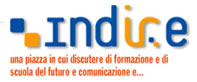 indire
una piazza in cui discutere di formazione e di
scuola del futuro e comunicazione e...